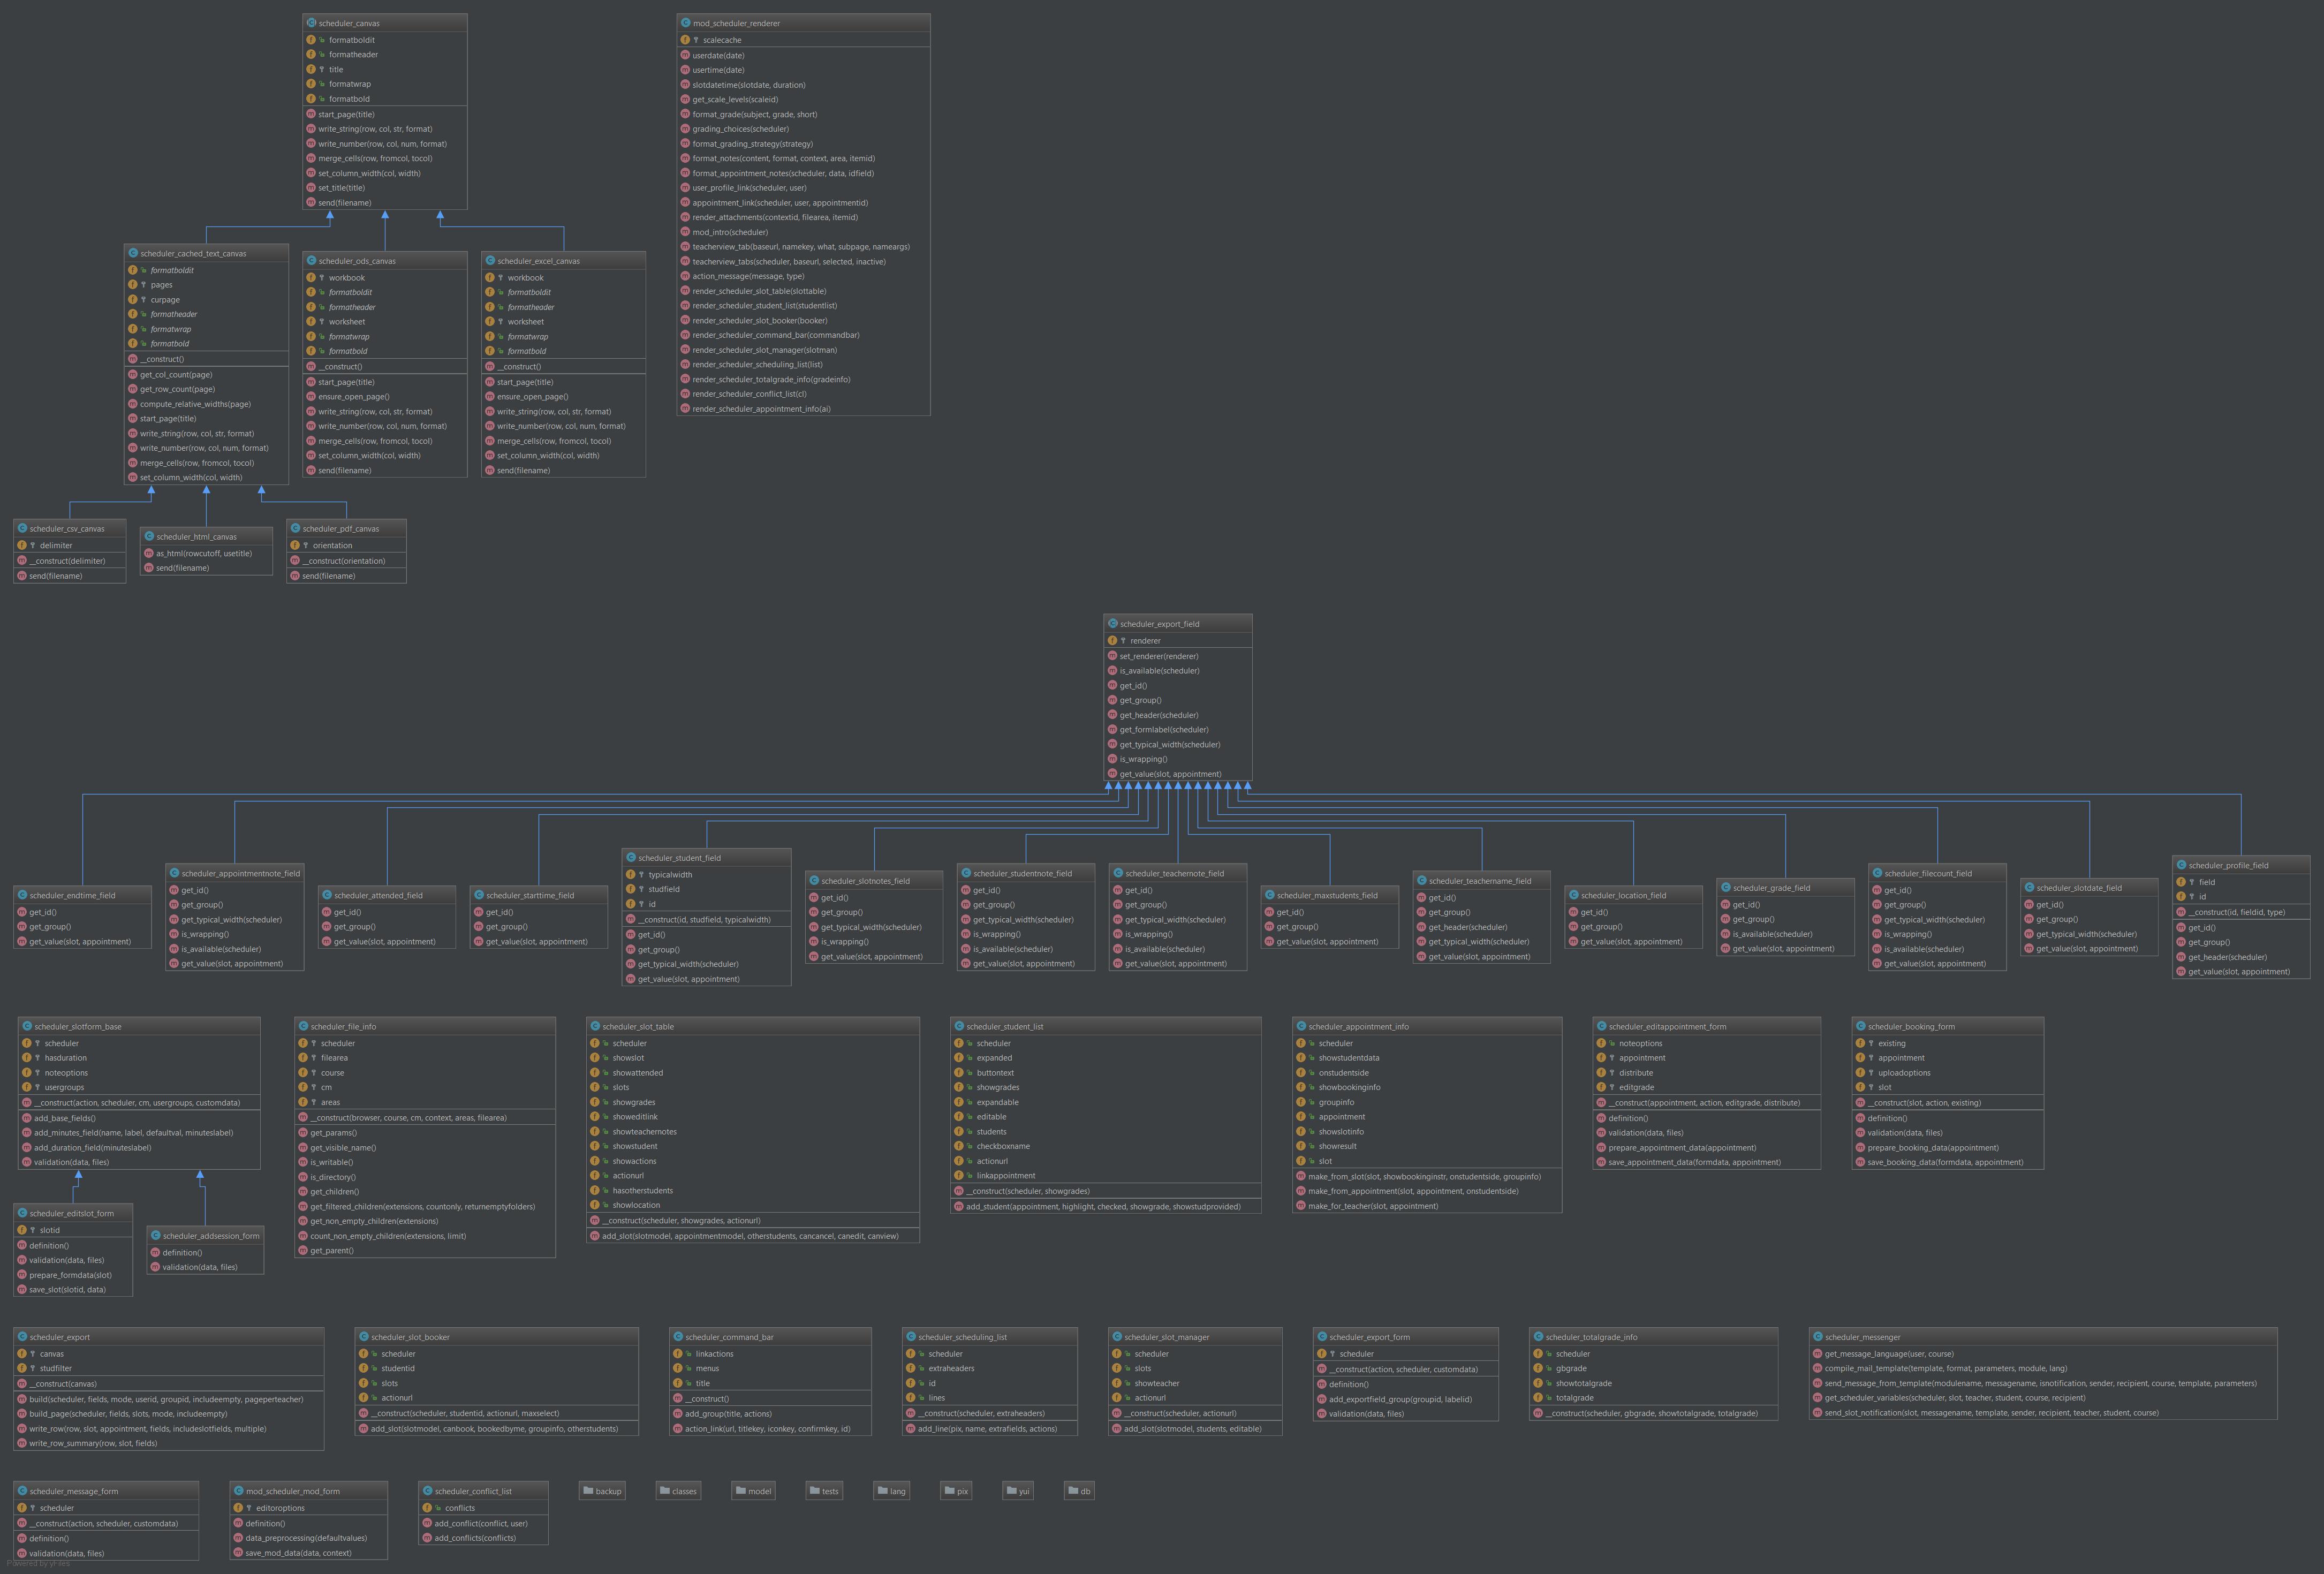 scheduler_canvas
formatboldit
formatheader
title
formatwrap
formatbold
start_page(title)
write_string(row, col, str, format)
write_number(row, col, num, format)
merge_cells(row, fromcol, tocol)
set_column_width(col, width)
set_title(title)
send(filename)
mod_scheduler_renderer
scalecache
userdate(date)
usertime(date)
slotdatetime(slotdate, duration)
get_scale_levels(scaleid)
format_grade(subject, grade, short)
grading_choices(scheduler)
format_grading_strategy(strategy)
format_notes(content, format, context, area, itemid)
format_appointment_notes(scheduler, data, idfield)
user_profile_link(scheduler, user)
appointment_link(scheduler, user, appointmentid)
render_attachments(contextid, filearea, itemid)
mod_intro(scheduler)
teacherview_tab(baseurl, namekey, what, subpage, nameargs)
teacherview_tabs(scheduler, baseurl, selected, inactive)
action_message(message, type)
render_scheduler_slot_table(slottable)
render_scheduler_student_list(studentlist)
render_scheduler_slot_booker(booker)
render_scheduler_command_bar(commandbar)
render_scheduler_slot_manager(slotman)
render_scheduler_scheduling_list(list)
render_scheduler_totalgrade_info(gradeinfo)
render_scheduler_conflict_list(cl)
render_scheduler_appointment_info(ai)
scheduler_cached_text_canvas
formatboldit
pages
curpage
formatheader
formatwrap
formatbold
__construct()
get_col_count(page)
get_row_count(page)
compute_relative_widths(page)
start_page(title)
write_string(row, col, str, format)
write_number(row, col, num, format)
merge_cells(row, fromcol, tocol)
set_column_width(col, width)
scheduler_ods_canvas
workbook
formatboldit
formatheader
worksheet
formatwrap
formatbold
__construct()
start_page(title)
ensure_open_page()
write_string(row, col, str, format)
write_number(row, col, num, format)
merge_cells(row, fromcol, tocol)
set_column_width(col, width)
send(filename)
scheduler_excel_canvas
workbook
formatboldit
formatheader
worksheet
formatwrap
formatbold
__construct()
start_page(title)
ensure_open_page()
write_string(row, col, str, format)
write_number(row, col, num, format)
merge_cells(row, fromcol, tocol)
set_column_width(col, width)
send(filename)
scheduler_csv_canvas
delimiter
__construct(delimiter)
send(filename)
scheduler_html_canvas
as_html(rowcutoff, usetitle)
send(filename)
scheduler_pdf_canvas
orientation
__construct(orientation)
send(filename)
scheduler_export_field
renderer
set_renderer(renderer)
is_available(scheduler)
get_id()
get_group()
get_header(scheduler)
get_formlabel(scheduler)
get_typical_width(scheduler)
is_wrapping()
get_value(slot, appointment)
scheduler_endtime_field
get_id()
get_group()
get_value(slot, appointment)
scheduler_appointmentnote_field
get_id()
get_group()
get_typical_width(scheduler)
is_wrapping()
is_available(scheduler)
get_value(slot, appointment)
scheduler_attended_field
get_id()
get_group()
get_value(slot, appointment)
scheduler_starttime_field
get_id()
get_group()
get_value(slot, appointment)
scheduler_student_field
typicalwidth
studfield
id
__construct(id, studfield, typicalwidth)
get_id()
get_group()
get_typical_width(scheduler)
get_value(slot, appointment)
scheduler_slotnotes_field
get_id()
get_group()
get_typical_width(scheduler)
is_wrapping()
get_value(slot, appointment)
scheduler_studentnote_field
get_id()
get_group()
get_typical_width(scheduler)
is_wrapping()
is_available(scheduler)
get_value(slot, appointment)
scheduler_teachernote_field
get_id()
get_group()
get_typical_width(scheduler)
is_wrapping()
is_available(scheduler)
get_value(slot, appointment)
scheduler_maxstudents_field
get_id()
get_group()
get_value(slot, appointment)
scheduler_teachername_field
get_id()
get_group()
get_header(scheduler)
get_typical_width(scheduler)
get_value(slot, appointment)
scheduler_location_field
get_id()
get_group()
get_value(slot, appointment)
scheduler_grade_field
get_id()
get_group()
is_available(scheduler)
get_value(slot, appointment)
scheduler_filecount_field
get_id()
get_group()
get_typical_width(scheduler)
is_wrapping()
is_available(scheduler)
get_value(slot, appointment)
scheduler_slotdate_field
get_id()
get_group()
get_typical_width(scheduler)
get_value(slot, appointment)
scheduler_profile_field
field
id
__construct(id, fieldid, type)
get_id()
get_group()
get_header(scheduler)
get_value(slot, appointment)
scheduler_slotform_base
scheduler
hasduration
noteoptions
usergroups
__construct(action, scheduler, cm, usergroups, customdata)
add_base_fields()
add_minutes_field(name, label, defaultval, minuteslabel)
add_duration_field(minuteslabel)
validation(data, files)
scheduler_editslot_form
slotid
definition()
validation(data, files)
prepare_formdata(slot)
save_slot(slotid, data)
scheduler_addsession_form
definition()
validation(data, files)
scheduler_file_info
scheduler
filearea
course
cm
areas
__construct(browser, course, cm, context, areas, filearea)
get_params()
get_visible_name()
is_writable()
is_directory()
get_children()
get_filtered_children(extensions, countonly, returnemptyfolders)
get_non_empty_children(extensions)
count_non_empty_children(extensions, limit)
get_parent()
scheduler_slot_table
scheduler
showslot
showattended
slots
showgrades
showeditlink
showteachernotes
showstudent
showactions
actionurl
hasotherstudents
showlocation
__construct(scheduler, showgrades, actionurl)
add_slot(slotmodel, appointmentmodel, otherstudents, cancancel, canedit, canview)
scheduler_student_list
scheduler
expanded
buttontext
showgrades
expandable
editable
students
checkboxname
actionurl
linkappointment
__construct(scheduler, showgrades)
add_student(appointment, highlight, checked, showgrade, showstudprovided)
scheduler_appointment_info
scheduler
showstudentdata
onstudentside
showbookinginfo
groupinfo
appointment
showslotinfo
showresult
slot
make_from_slot(slot, showbookinginstr, onstudentside, groupinfo)
make_from_appointment(slot, appointment, onstudentside)
make_for_teacher(slot, appointment)
scheduler_editappointment_form
noteoptions
appointment
distribute
editgrade
__construct(appointment, action, editgrade, distribute)
definition()
validation(data, files)
prepare_appointment_data(appointment)
save_appointment_data(formdata, appointment)
scheduler_booking_form
existing
appointment
uploadoptions
slot
__construct(slot, action, existing)
definition()
validation(data, files)
prepare_booking_data(appointment)
save_booking_data(formdata, appointment)
scheduler_export
canvas
studfilter
__construct(canvas)
build(scheduler, fields, mode, userid, groupid, includeempty, pageperteacher)
build_page(scheduler, fields, slots, mode, includeempty)
write_row(row, slot, appointment, fields, includeslotfields, multiple)
write_row_summary(row, slot, fields)
scheduler_slot_booker
scheduler
studentid
slots
actionurl
__construct(scheduler, studentid, actionurl, maxselect)
add_slot(slotmodel, canbook, bookedbyme, groupinfo, otherstudents)
scheduler_command_bar
linkactions
menus
title
__construct()
add_group(title, actions)
action_link(url, titlekey, iconkey, confirmkey, id)
scheduler_scheduling_list
scheduler
extraheaders
id
lines
__construct(scheduler, extraheaders)
add_line(pix, name, extrafields, actions)
scheduler_slot_manager
scheduler
slots
showteacher
actionurl
__construct(scheduler, actionurl)
add_slot(slotmodel, students, editable)
scheduler_export_form
scheduler
__construct(action, scheduler, customdata)
definition()
add_exportfield_group(groupid, labelid)
validation(data, files)
scheduler_totalgrade_info
scheduler
gbgrade
showtotalgrade
totalgrade
__construct(scheduler, gbgrade, showtotalgrade, totalgrade)
scheduler_messenger
get_message_language(user, course)
compile_mail_template(template, format, parameters, module, lang)
send_message_from_template(modulename, messagename, isnotification, sender, recipient, course, template, parameters)
get_scheduler_variables(scheduler, slot, teacher, student, course, recipient)
send_slot_notification(slot, messagename, template, sender, recipient, teacher, student, course)
scheduler_message_form
scheduler
__construct(action, scheduler, customdata)
definition()
validation(data, files)
mod_scheduler_mod_form
editoroptions
definition()
data_preprocessing(defaultvalues)
save_mod_data(data, context)
scheduler_conflict_list
conflicts
add_conflict(conflict, user)
add_conflicts(conflicts)
backup
classes
model
tests
lang
pix
yui
db
Powered by yFiles